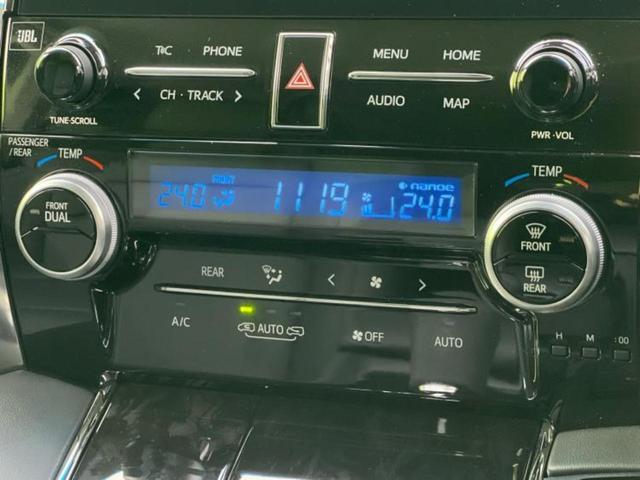 JBL
T C PHONE
MENU HOME
CH · TRACK
AUDIO MAP
TUNE·SCROLL
PWR·VOL
PASSENGER
/REAR
TEMP
TEMP
FRONT
24.0 11 19 nanoe 24.0
FRONT
DUAL
FRONT
REAR
REAR
A/C
AUTO
OFF
AUTO
H M :00